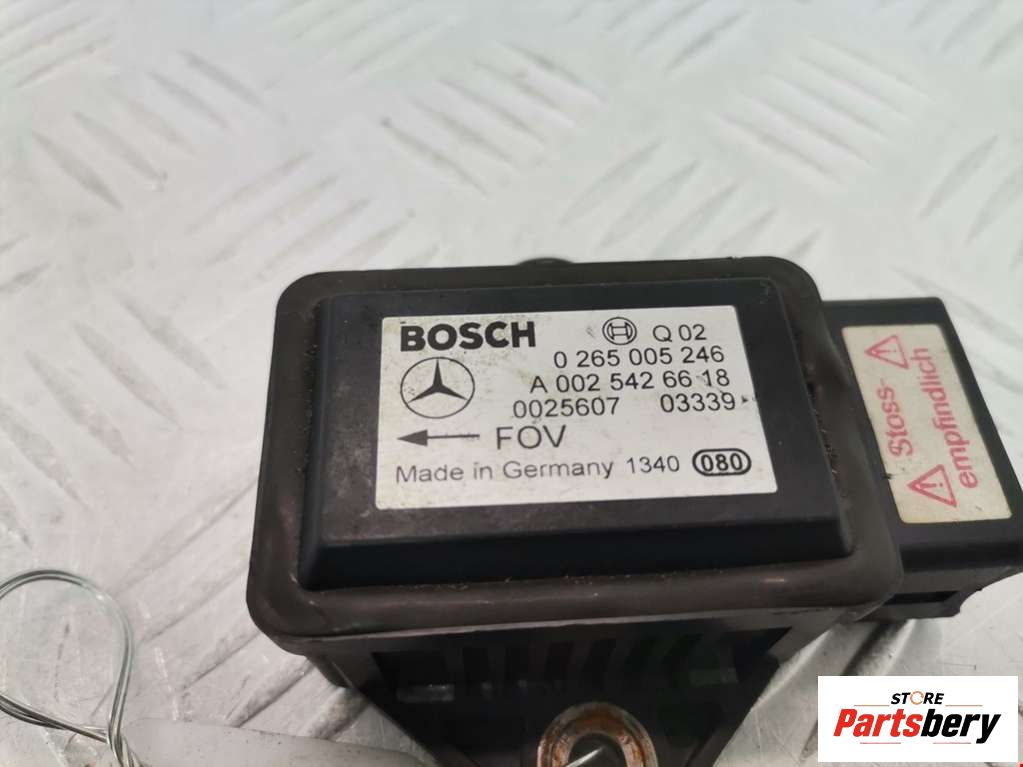 BOSCH Q 02
0 265 005 246
A 002 542 66 18
0025607 03339
FOV
Made in Germany 1340 080
Stoss-
empfindlich
STORE
Partsbery